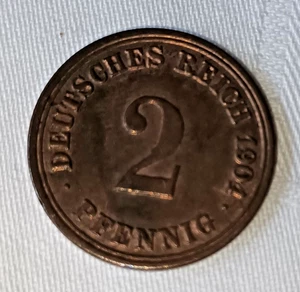 DEUTSCHES REICH 1904
2
PFENNIG